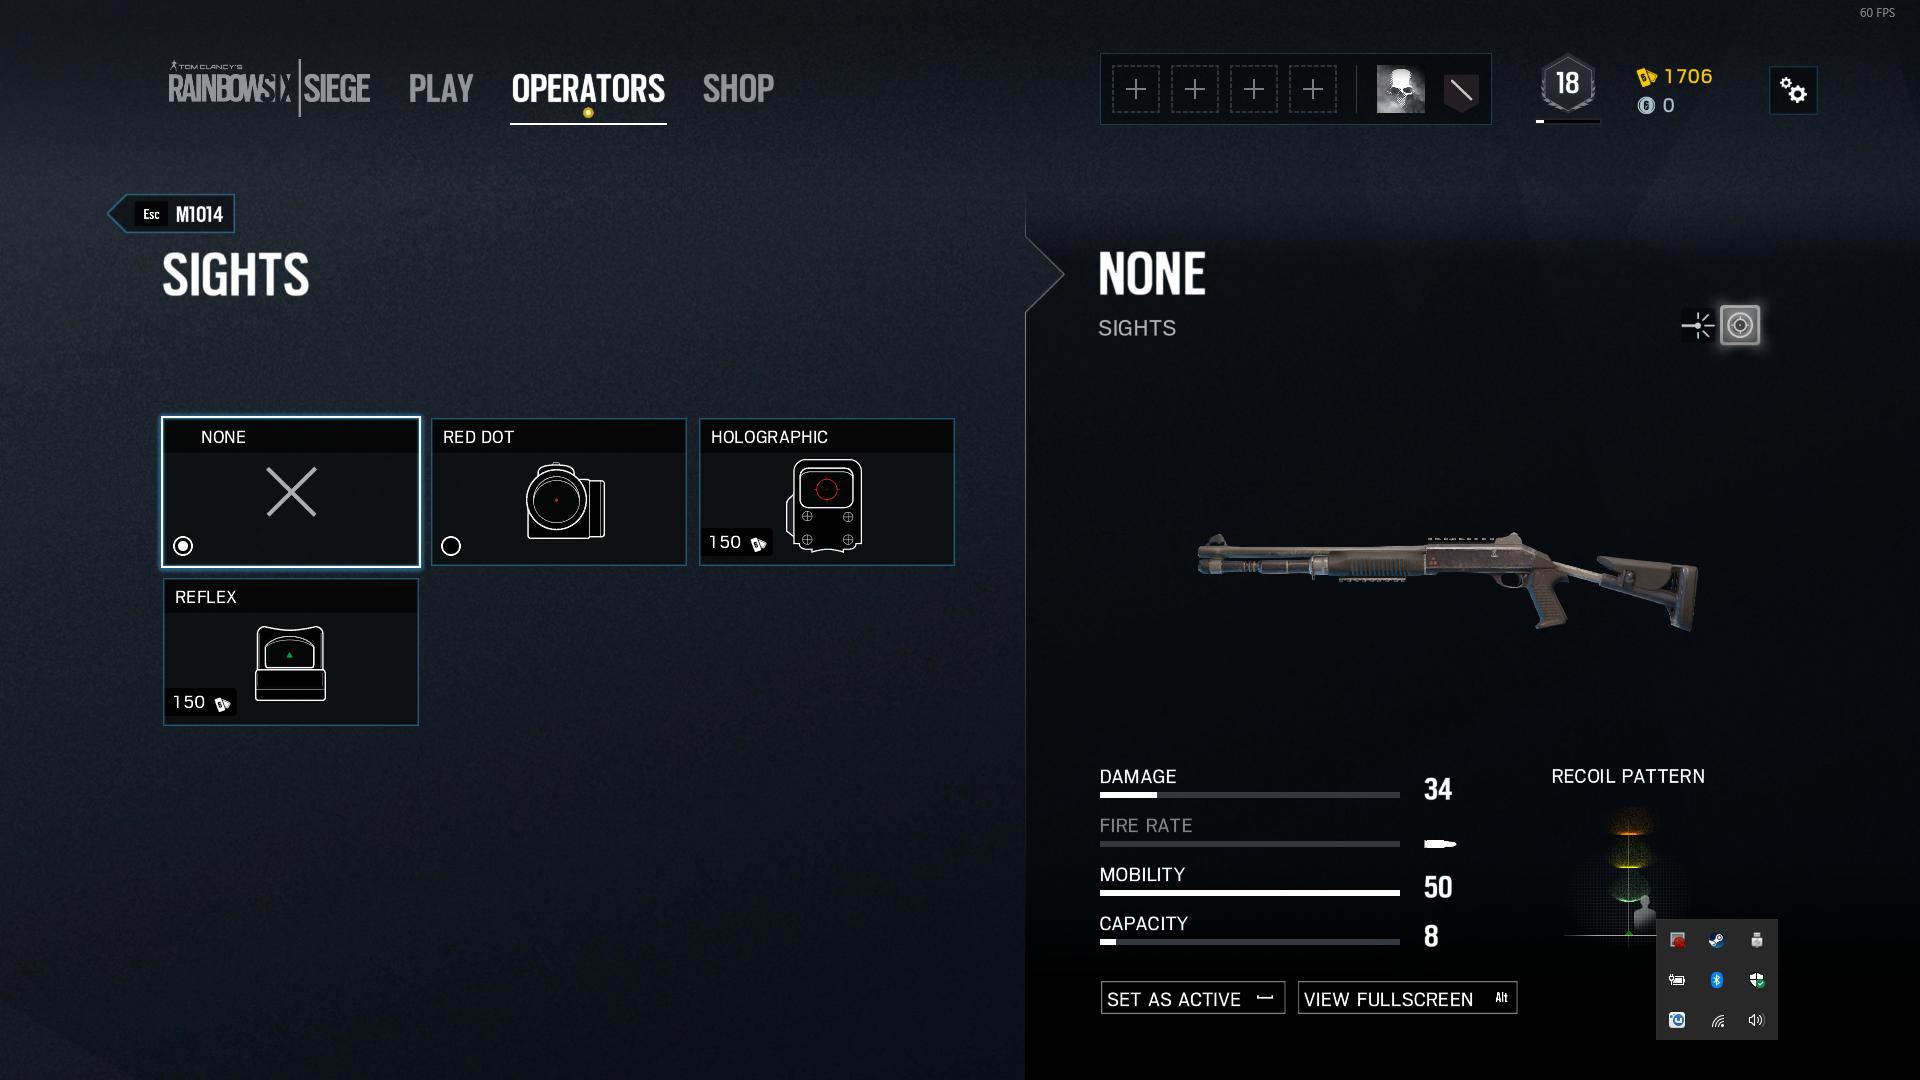 60 FPS
TOM CLANCY'S
RAINBOWSIX SIEGE
PLAY
OPERATORS
SHOP
18
1706
0
Esc M1014
SIGHTS
NONE
SIGHTS
NONE
RED DOT
HOLOGRAPHIC
150
REFLEX
150
DAMAGE
34
RECOIL PATTERN
FIRE RATE
MOBILITY
50
CAPACITY
8
SET AS ACTIVE
VIEW FULLSCREEN Alt